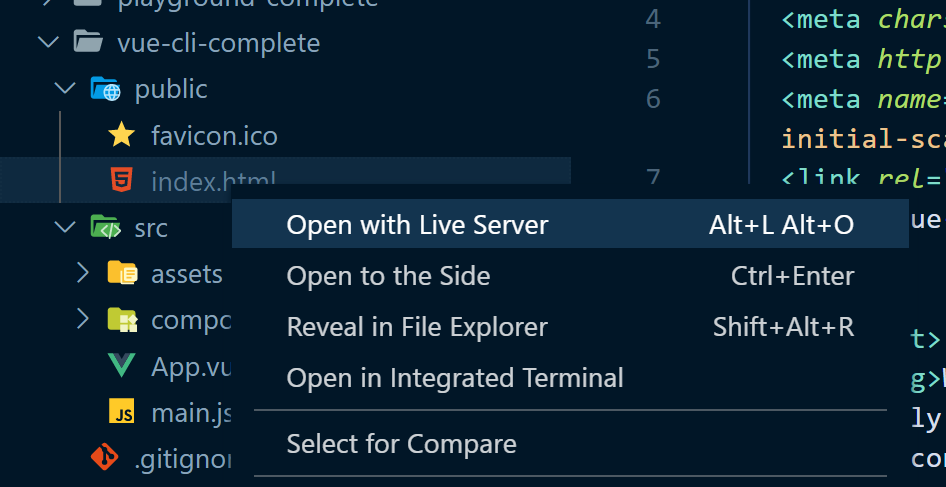 playground-complete
vue-cli-complete
public
favicon.ico
index.html
src
assets
App.vu
main.js
.gitignor
Open with Live Server Alt+L Alt+O
Open to the Side Ctrl+Enter
Reveal in File Explorer Shift+Alt+R
Open in Integrated Terminal
Select for Compare
4 <meta char
5 <meta http
6 <meta name=
initial-sca
7 <link rel=
ue
t>
g>
ly
con